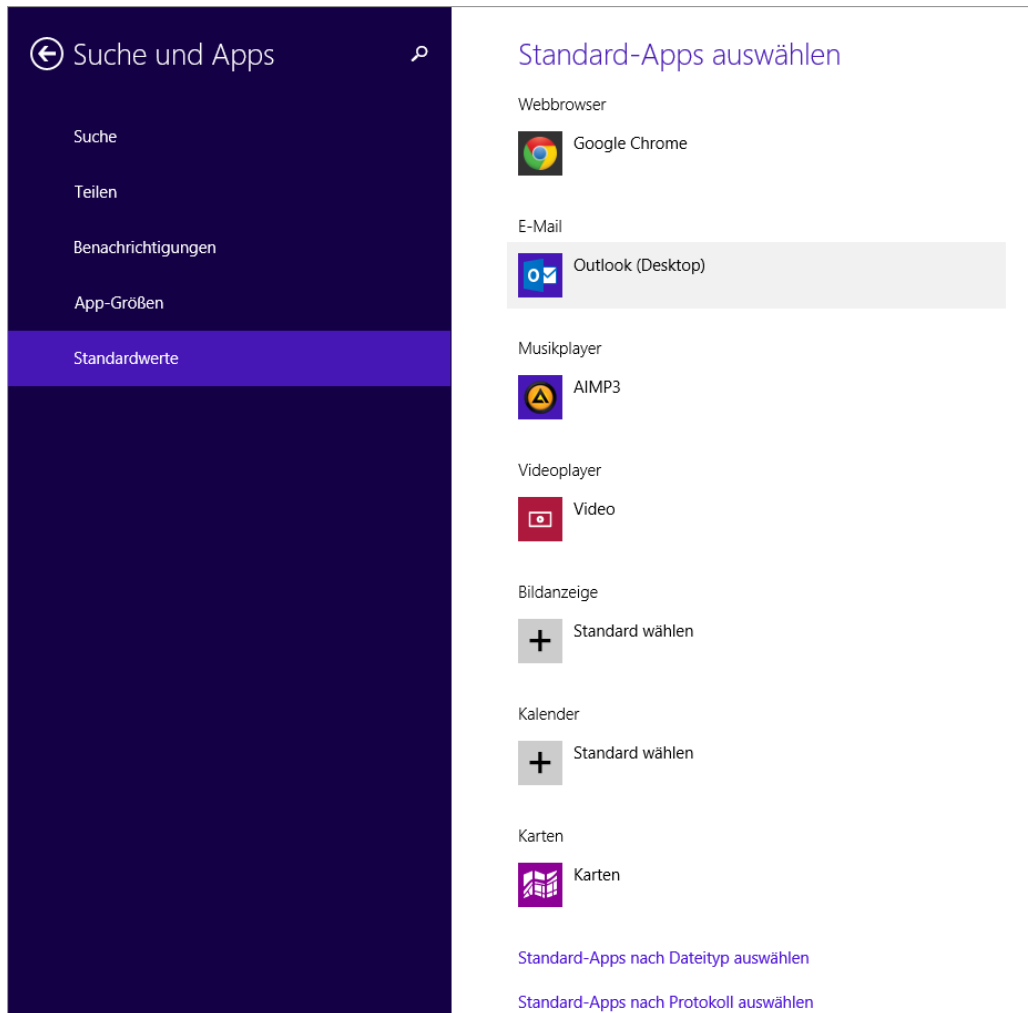 Suche und Apps
Suche
Teilen
Benachrichtigungen
App-Größen
Standardwerte
Standard-Apps auswählen
Webbrowser
Google Chrome
E-Mail
Outlook (Desktop)
Musikplayer
AIMP3
Videoplayer
Video
Bildanzeige
Standard wählen
Kalender
Standard wählen
Karten
Karten
Standard-Apps nach Dateityp auswählen
Standard-Apps nach Protokoll auswählen